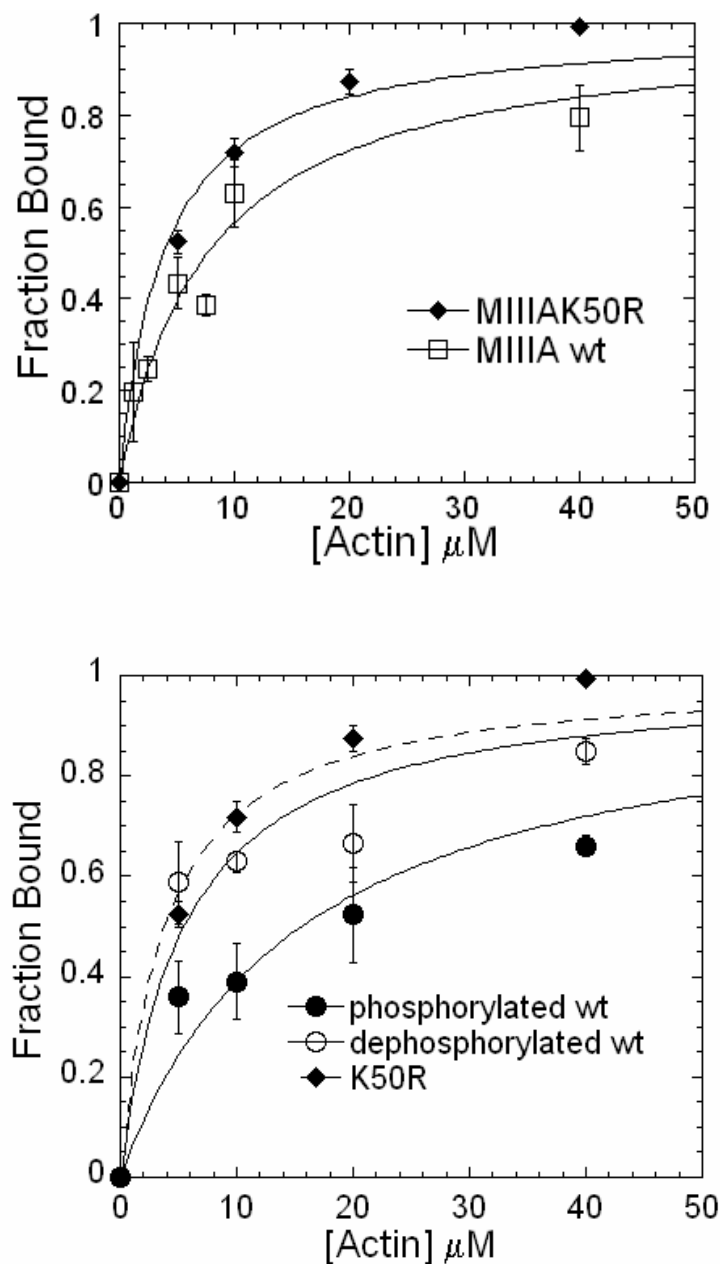 1
0.8
0.6
0.4
0.2
0
Fraction Bound
MIIIAK50R
MIIIA wt
0 10 20 30 40 50
[Actin] μM
1
0.8
0.6
0.4
0.2
0
Fraction Bound
phosphorylated wt
dephosphorylated wt
K50R
0 10 20 30 40 50
[Actin] μM